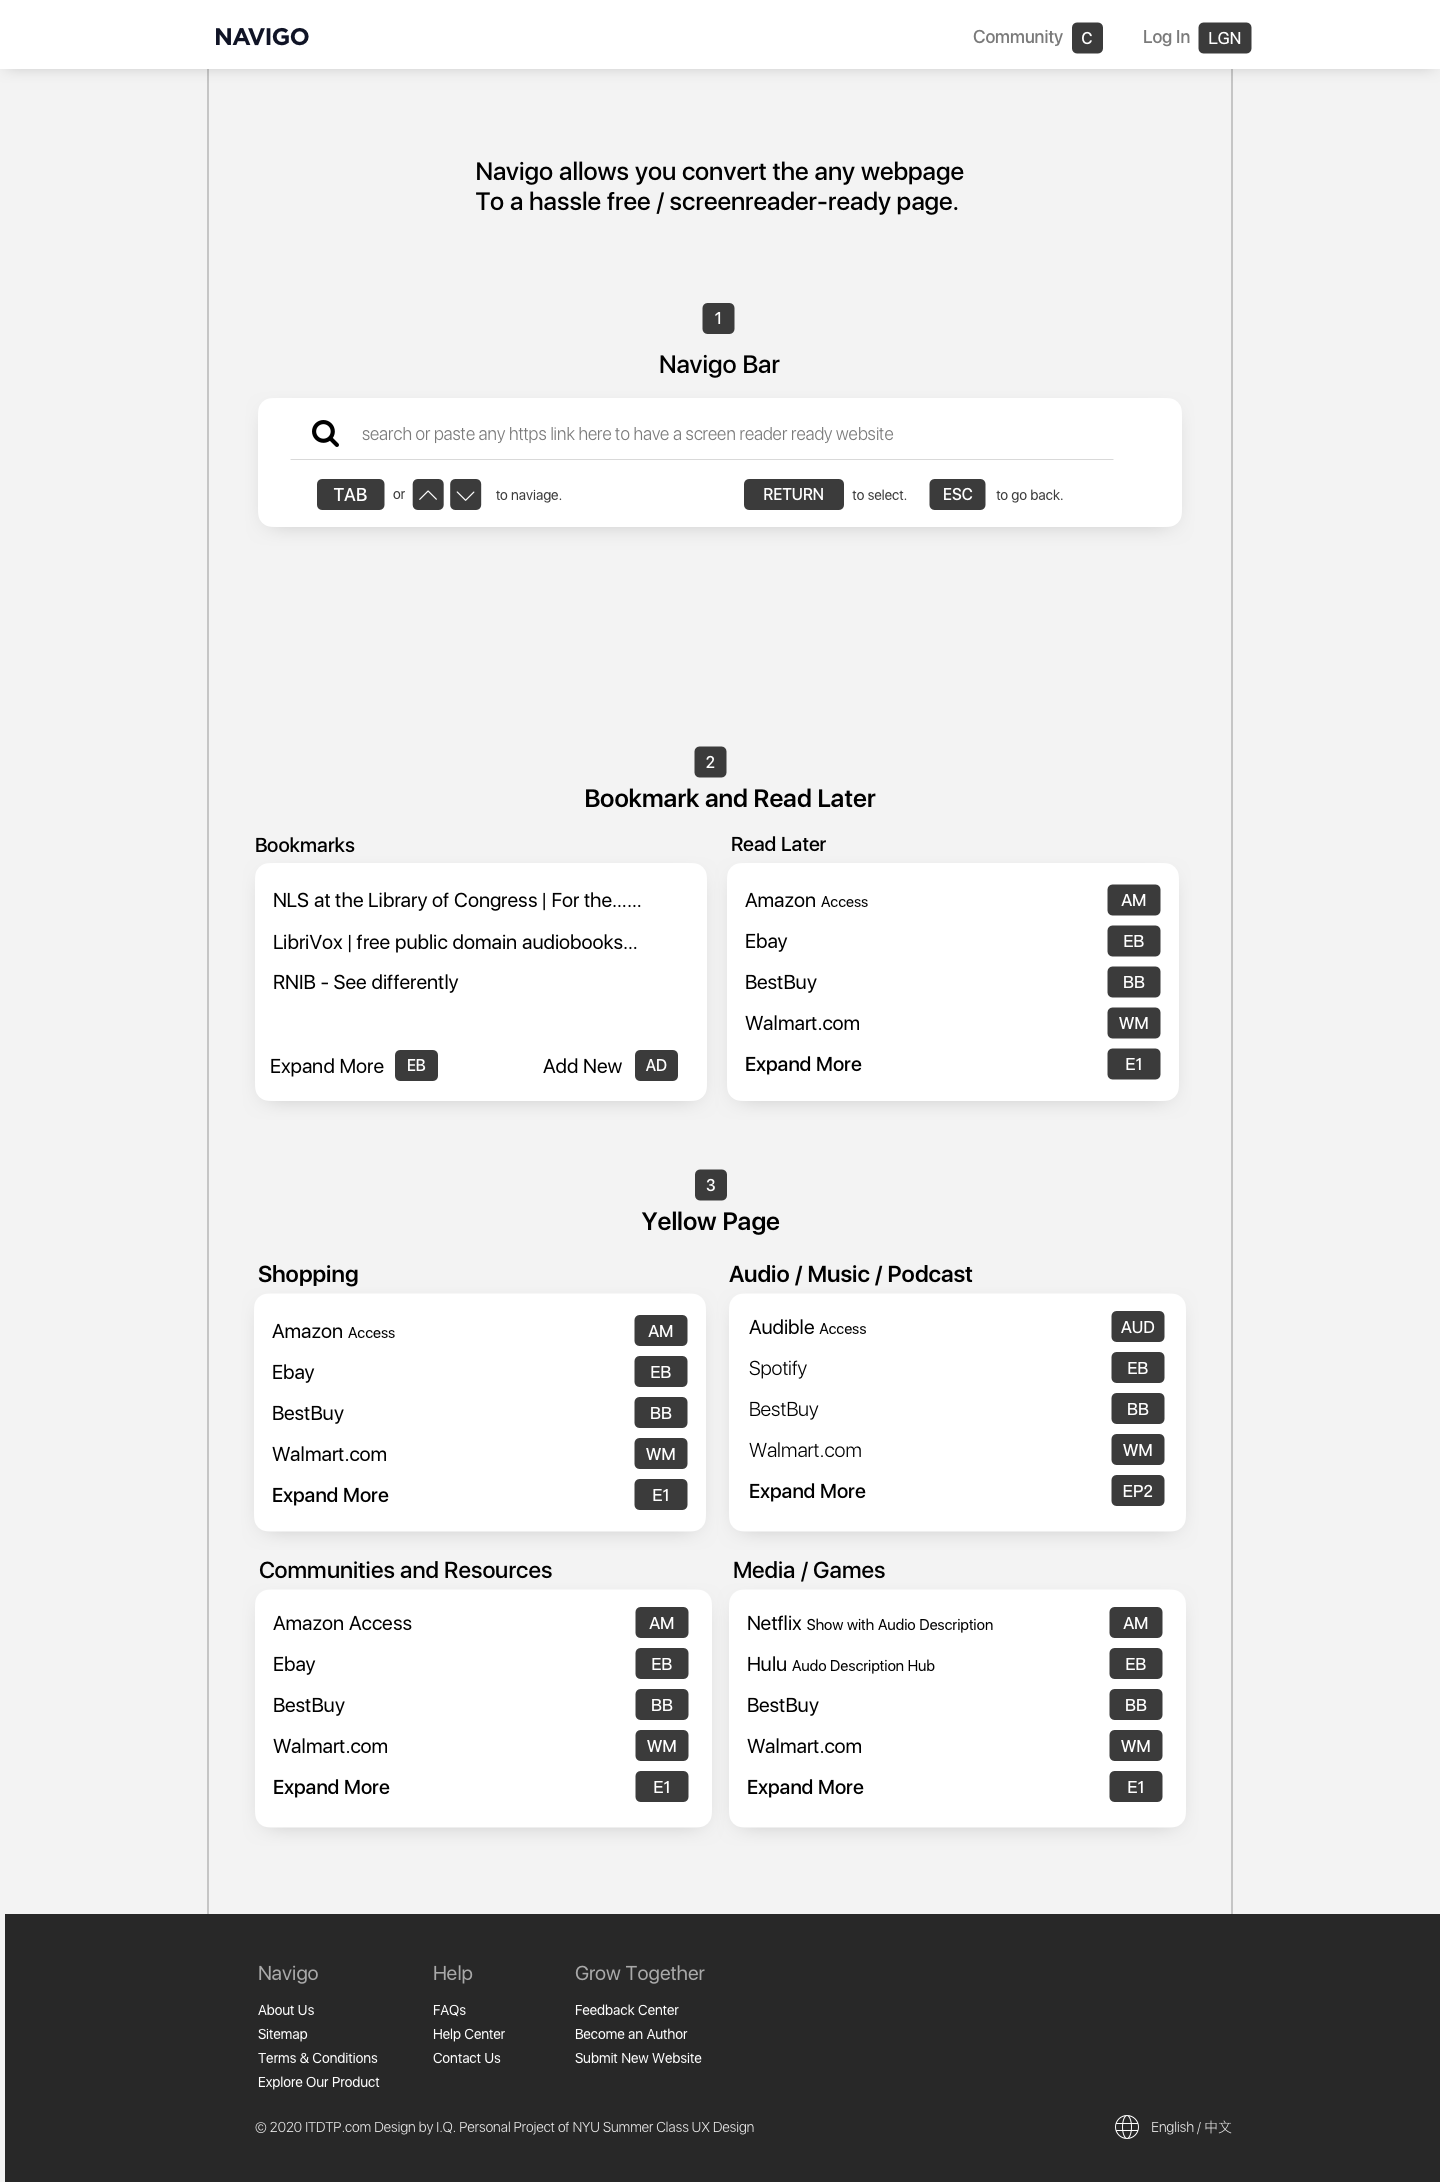 NAVIGO
Community C
Log In LGN
Navigo allows you convert the any webpage
To a hassle free / screenreader-ready page.
1
Navigo Bar
search or paste any https link here to have a screen reader ready website
TAB or to naviage. RETURN to select. ESC to go back.
2
Bookmark and Read Later
Bookmarks
NLS at the Library of Congress | For the......
LibriVox | free public domain audiobooks...
RNIB - See differently
Expand More EB Add New AD
Read Later
Amazon Access AM
Ebay EB
BestBuy BB
Walmart.com WM
Expand More E1
3
Yellow Page
Shopping
Amazon Access AM
Ebay EB
BestBuy BB
Walmart.com WM
Expand More E1
Audio / Music / Podcast
Audible Access AUD
Spotify EB
BestBuy BB
Walmart.com WM
Expand More EP2
Communities and Resources
Amazon Access AM
Ebay EB
BestBuy BB
Walmart.com WM
Expand More E1
Media / Games
Netflix Show with Audio Description AM
Hulu Audo Description Hub EB
BestBuy BB
Walmart.com WM
Expand More E1
Navigo
About Us
Sitemap
Terms & Conditions
Explore Our Product
Help
FAQs
Help Center
Contact Us
Grow Together
Feedback Center
Become an Author
Submit New Website
© 2020 ITDTP.com Design by I.Q. Personal Project of NYU Summer Class UX Design
English / 中文